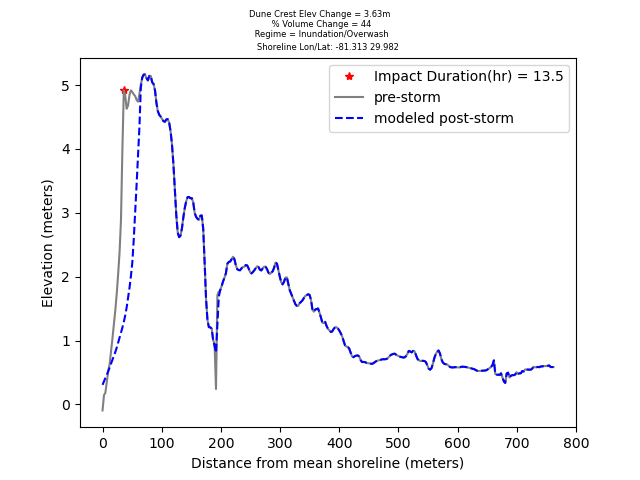 Dune Crest Elev Change = 3.63m
% Volume Change = 44
Regime = Inundation/Overwash
Shoreline Lon/Lat: -81.313 29.982
Impact Duration(hr) = 13.5
pre-storm
modeled post-storm
Elevation (meters)
5
4
3
2
1
0
0 100 200 300 400 500 600 700 800
Distance from mean shoreline (meters)